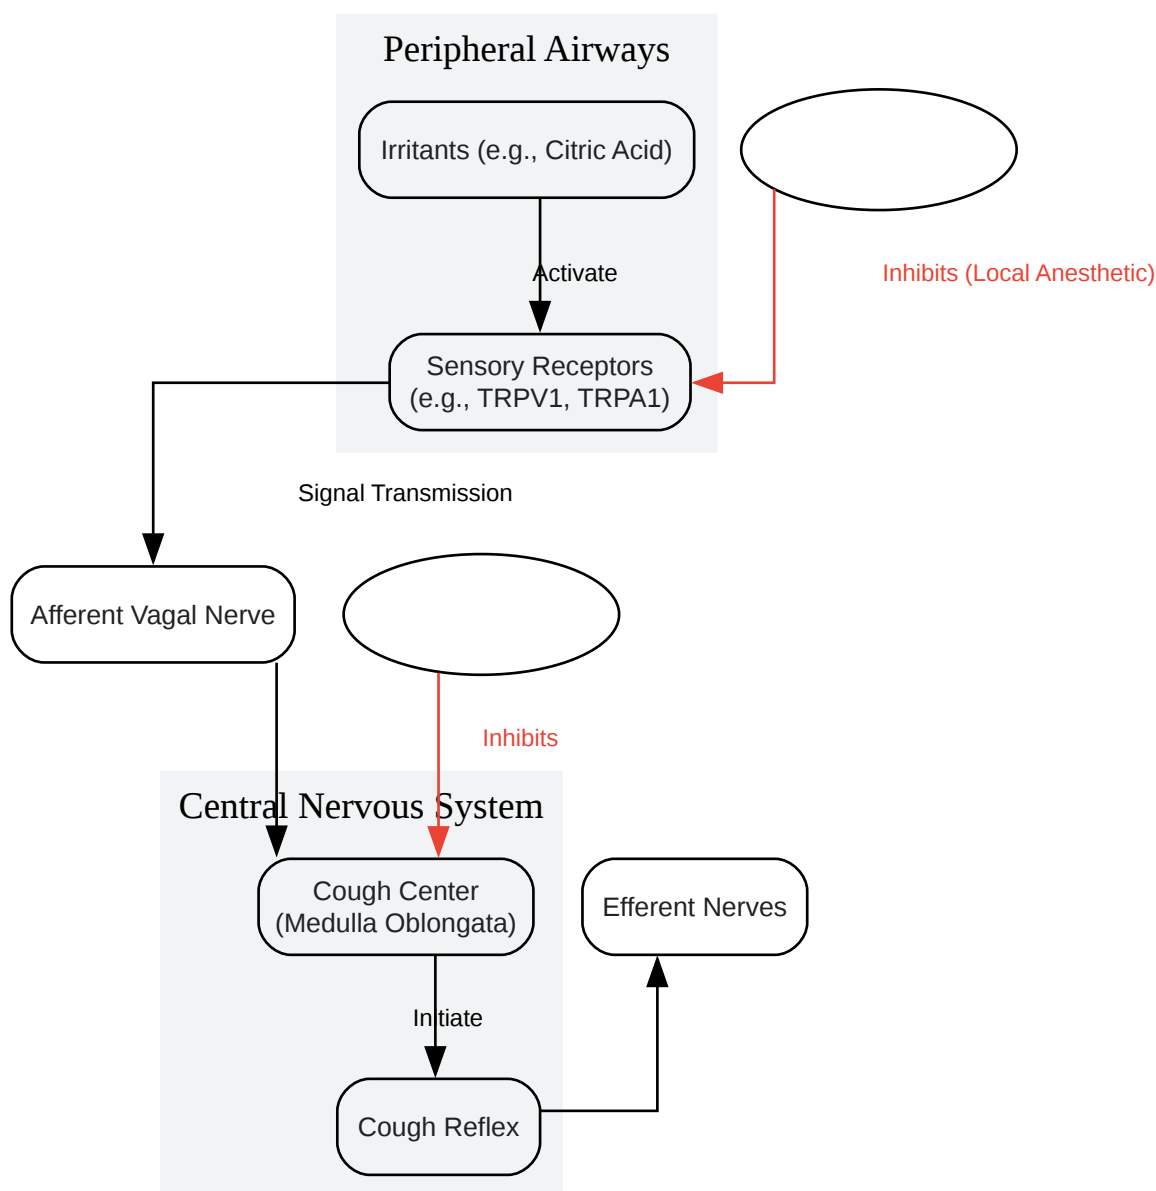 Peripheral Airways
Irritants (e.g., Citric Acid)
Activate
Inhibits (Local Anesthetic)
Sensory Receptors
(e.g., TRPV1, TRPA1)
Signal Transmission
Afferent Vagal Nerve
Inhibits
Central Nervous System
Cough Center
(Medulla Oblongata)
Efferent Nerves
Initiate
Cough Reflex